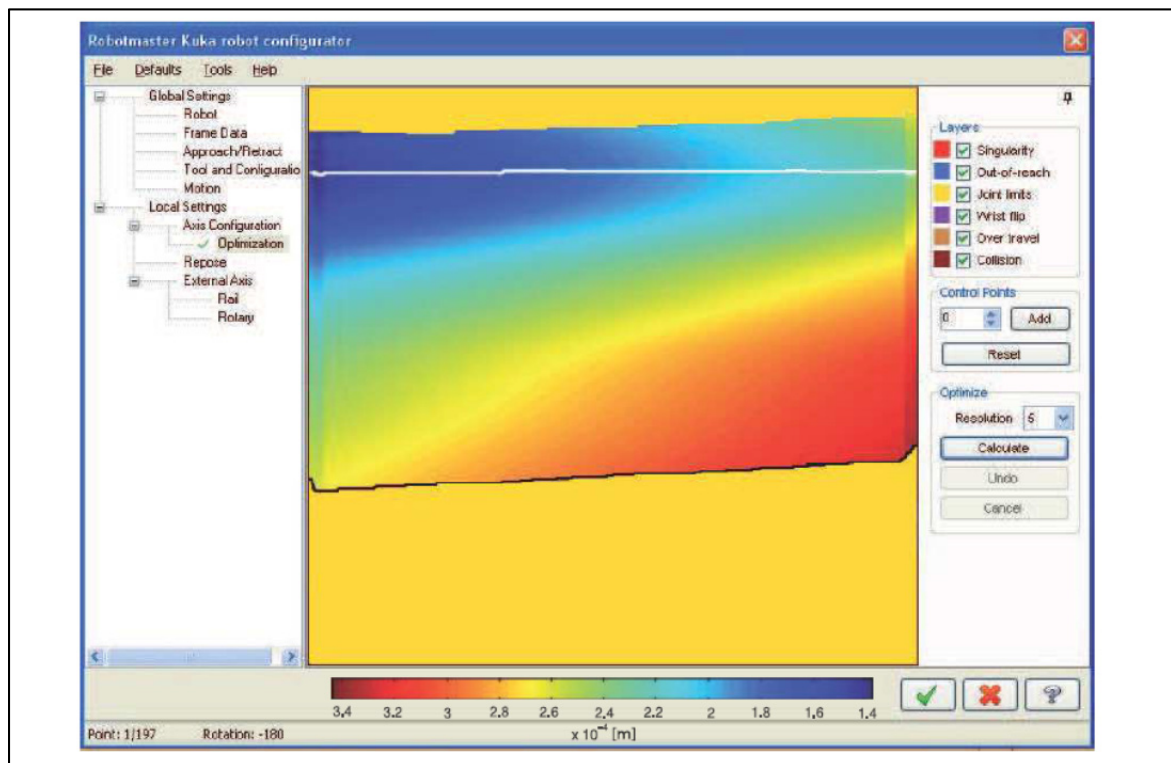 Robotmaster Kuka robot configurator
File Defaults Tools Help
Global Settings
Robot
Frame Data
Approach/Retract
Tool and Configuratio
Motion
Local Settings
Axis Configuration
Optimization
Repose
External Axis
Rail
Rotary
Layers
Singularity
Out-of-reach
Joint limits
Wrist flip
Over travel
Collision
Control Points
0 Add
Reset
Optimize
Resolution 5
Calculate
Undo
Cancel
3.4 3.2 3 2.8 2.6 2.4 2.2 2 1.8 1.6 1.4
x 10⁻⁴ [m]
Point: 1/197 Rotation: -180